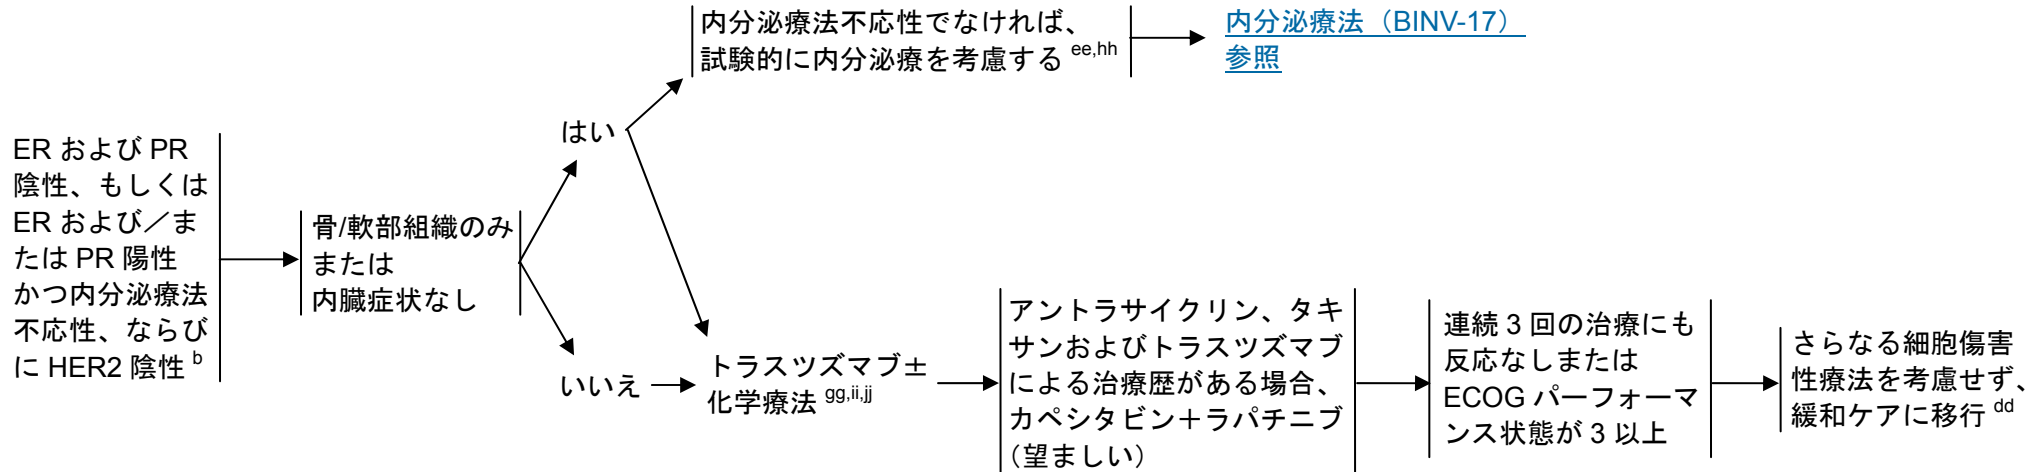 ER および PR
陰性、もしくは
ER および／ま
たは PR 陽性
かつ内分泌療法
不応性、ならび
に HER2 陰性 b
骨/軟部組織のみ
または
内臓症状なし
はい
内分泌療法不応性でなければ、
試験的に内分泌療を考慮する ee,hh
内分泌療法（BINV-17）
参照
いいえ
トラスツズマブ±
化学療法 gg,ii,jj
アントラサイクリン、タキ
サンおよびトラスツズマブ
による治療歴がある場合、
カペシタビン＋ラパチニブ
（望ましい）
連続 3 回の治療にも
反応なしまたは
ECOG パーフォーマ
ンス状態が 3 以上
さらなる細胞傷害
性療法を考慮せず、
緩和ケアに移行 dd